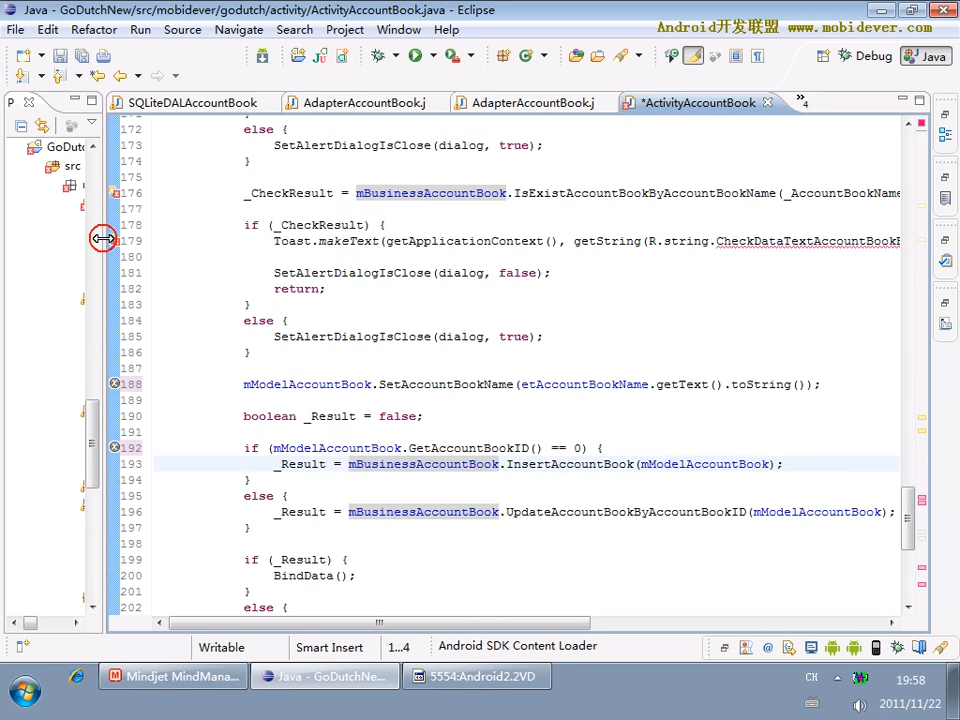 Java - GoDutchNew/src/mobidever/godutch/activity/ActivityAccountBook.java - Eclipse
File Edit Refactor Run Source Navigate Search Project Window Help
Android开发联盟 www.mobidever.com
Debug Java
P SQLiteDALAccountBook AdapterAccountBook.j AdapterAccountBook.j *ActivityAccountBook »4
GoDutc
src
172 else {
173 SetAlertDialogIsClose(dialog, true);
174 }
175
176 _CheckResult = mBusinessAccountBook.IsExistAccountBookByAccountBookName(_AccountBookName
177
178 if (_CheckResult) {
179 Toast.makeText(getApplicationContext(), getString(R.string.CheckDataTextAccountBookE
180
181 SetAlertDialogIsClose(dialog, false);
182 return;
183 }
184 else {
185 SetAlertDialogIsClose(dialog, true);
186 }
187
188 mModelAccountBook.SetAccountBookName(etAccountBookName.getText().toString());
189
190 boolean _Result = false;
191
192 if (mModelAccountBook.GetAccountBookID() == 0) {
193 _Result = mBusinessAccountBook.InsertAccountBook(mModelAccountBook);
194 }
195 else {
196 _Result = mBusinessAccountBook.UpdateAccountBookByAccountBookID(mModelAccountBook);
197 }
198
199 if (_Result) {
200 BindData();
201 }
202 else {
Writable Smart Insert 1...4 Android SDK Content Loader
Mindjet MindMana... Java - GoDutchNe... 5554:Android2.2VD
CH 19:58
2011/11/22